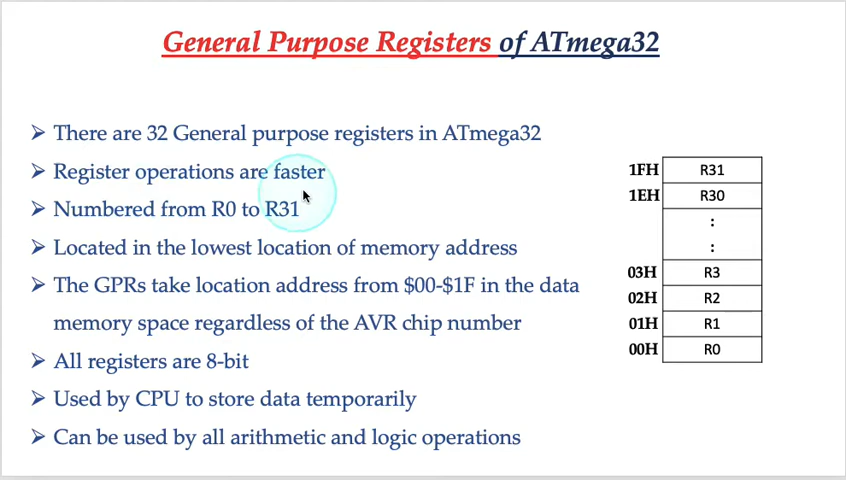 General Purpose Registers of ATmega32
➢ There are 32 General purpose registers in ATmega32
➢ Register operations are faster
➢ Numbered from R0 to R31
➢ Located in the lowest location of memory address
➢ The GPRs take location address from $00-$1F in the data
memory space regardless of the AVR chip number
➢ All registers are 8-bit
➢ Used by CPU to store data temporarily
➢ Can be used by all arithmetic and logic operations
1FH R31
1EH R30
:
:
03H R3
02H R2
01H R1
00H R0